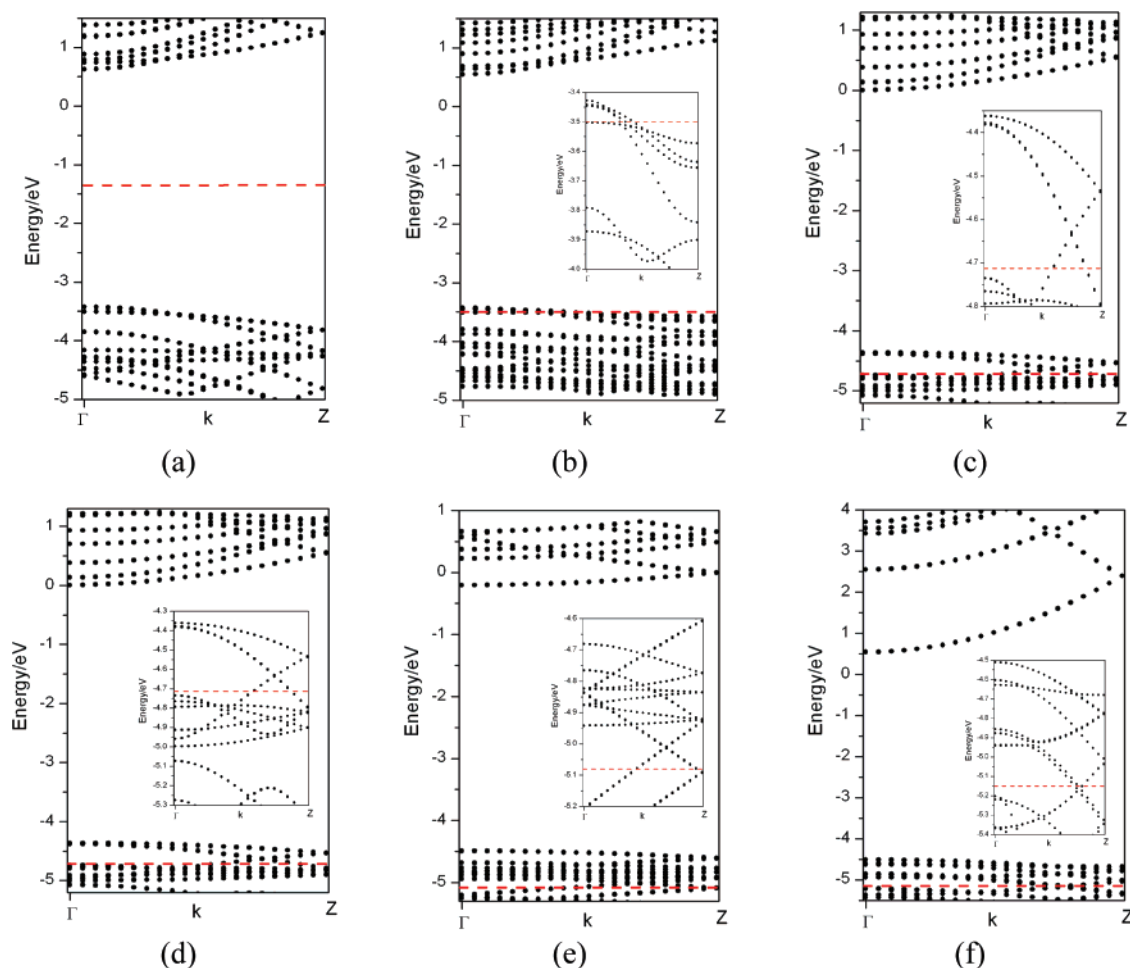 1
0
-1
-2
-3
-4
-5
Energy/eV
Γ
k
Z
(a)
1
0
-1
-2
-3
-4
-5
Energy/eV
Γ
k
Z
-3.4
-3.5
-3.6
-3.7
-3.8
-3.9
-4.0
Energy/eV
Γ
k
Z
(b)
1
0
-1
-2
-3
-4
-5
Energy/eV
Γ
k
Z
-4.4
-4.5
-4.6
-4.7
-4.8
Energy/eV
Γ
k
Z
(c)
1
0
-1
-2
-3
-4
-5
Energy/eV
Γ
k
Z
-4.3
-4.4
-4.5
-4.6
-4.7
-4.8
-4.9
-5.0
-5.1
-5.2
-5.3
Energy/eV
Γ
k
Z
(d)
1
0
-1
-2
-3
-4
-5
Energy/eV
Γ
k
Z
-4.6
-4.7
-4.8
-4.9
-5.0
-5.1
-5.2
Energy/eV
Γ
k
Z
(e)
4
3
2
1
0
-1
-2
-3
-4
-5
Energy/eV
Γ
k
Z
-4.5
-4.6
-4.7
-4.8
-4.9
-5.0
-5.1
-5.2
-5.3
-5.4
Energy/eV
Γ
k
Z
(f)